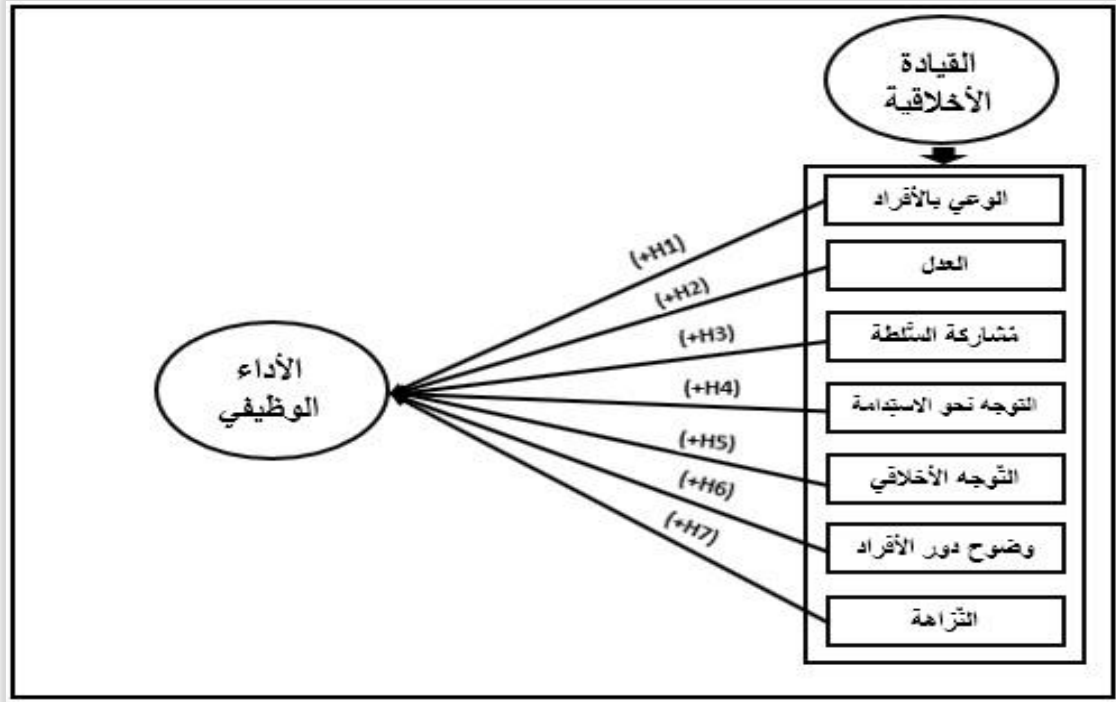 القيادة
الأخلاقية
الوعي بالأفراد
العدل
مُشاركة السُّلطة
التوجه نحو الاستدامة
التّوجه الأخلاقي
وضوح دور الأفراد
النّزاهة
(+H1)
(+H2)
(+H3)
(+H4)
(+H5)
(+H6)
(+H7)
الأداء
الوظيفي